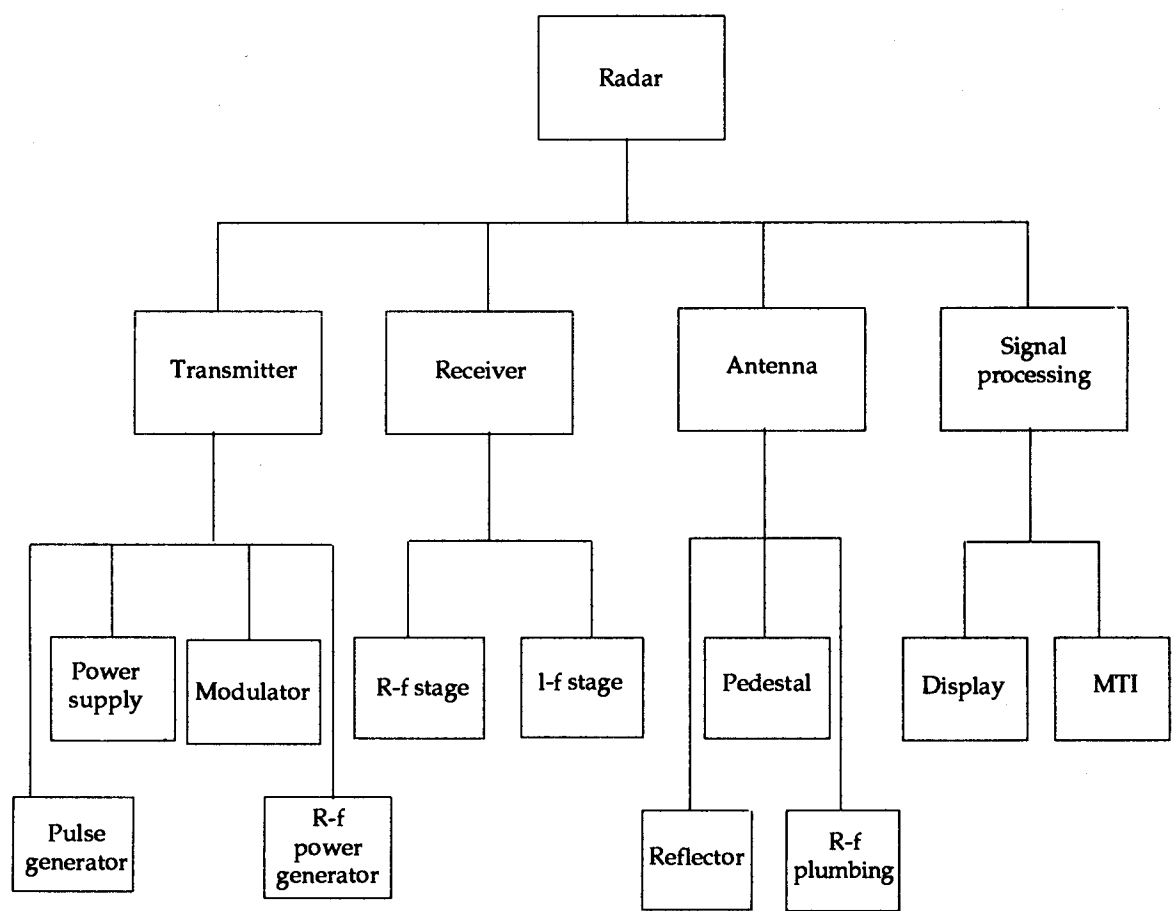 Radar
Transmitter
Receiver
Antenna
Signal
processing
Power
supply
Modulator
R-f stage
l-f stage
Pedestal
Display
MTI
Pulse
generator
R-f
power
generator
Reflector
R-f
plumbing